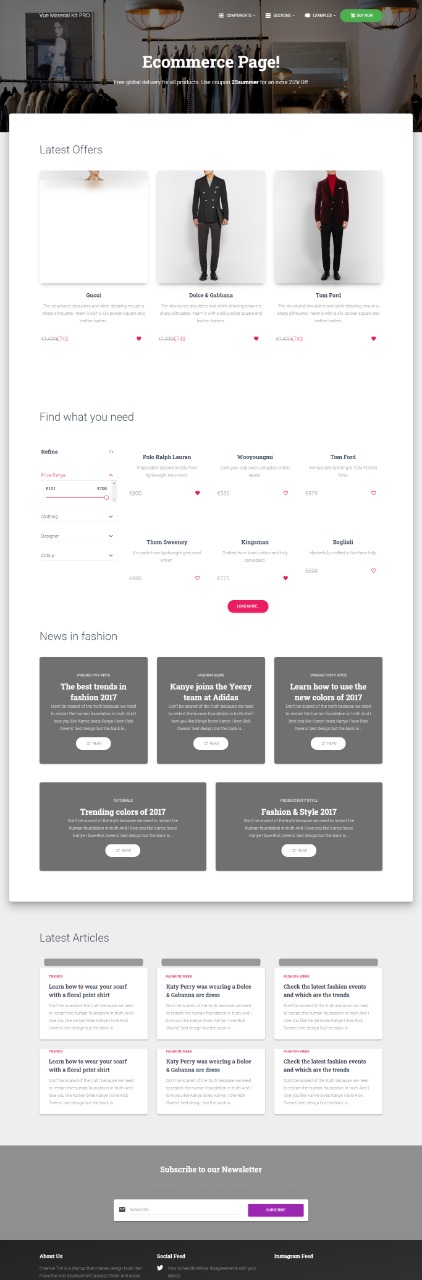 Vue Material Kit PRO
COMPONENTS
SECTIONS
EXAMPLES
BUY NOW
Ecommerce Page!
Free global delivery for all products. Use coupon 25summer for an extra 25% Off
Latest Offers
Gucci
Dolce & Gabbana
Tom Ford
The structured shoulders and sleek detailing ensure a
sharp silhouette. Team it with a silk pocket square and
leather loafers.
The structured shoulders and sleek detailing ensure a
sharp silhouette. Team it with a silk pocket square and
leather loafers.
The structured shoulders and sleek detailing ensure a
sharp silhouette. Team it with a silk pocket square and
leather loafers.
€743
€743
€743
Find what you need
Refine
Price Range
€101
Clothing
Designer
Colour
Polo Ralph Lauren
Impeccably tailored in Italy from
lightweight navy wool.
€800
Wooyoungmi
Dark-grey slub wool, pintucked notch
lapels.
€555
Tom Ford
Immaculate tailoring is TOM FORD's
forte.
€879
Thom Sweeney
It's made from lightweight grey wool
woven.
€680
Kingsman
Crafted from khaki cotton and fully
canvassed.
€725
Boglioli
Masterfully crafted in Northern Italy.
€699
LOAD MORE...
News in fashion
PRODUCTIVY APPS
The best trends in
fashion 2017
Don't be scared of the truth because we need
to restart the human foundation in truth And I
love you like Kanye loves Kanye I love Rick
Owens' bed design but the back is...
READ
FASHION NEWS
Kanye joins the Yeezy
team at Adidas
Don't be scared of the truth because we need
to restart the human foundation in truth And I
love you like Kanye loves Kanye I love Rick
Owens' bed design but the back is...
READ
PRODUCTIVY APPS
Learn how to use the
new colors of 2017
Don't be scared of the truth because we need
to restart the human foundation in truth And I
love you like Kanye loves Kanye I love Rick
Owens' bed design but the back is...
READ
TUTORIALS
Trending colors of 2017
Don't be scared of the truth because we need to restart the
human foundation in truth And I love you like Kanye loves
Kanye I love Rick Owens' bed design but the back is...
READ
PRODUCTIVITY STYLE
Fashion & Style 2017
Don't be scared of the truth because we need to restart the
human foundation in truth And I love you like Kanye loves
Kanye I love Rick Owens' bed design but the back is...
READ
Latest Articles
TRENDS
Learn how to wear your scarf
with a floral print shirt
Don't be scared of the truth because we need
to restart the human foundation in truth And I
love you like Kanye loves Kanye I love Rick
Owens' bed design but the back is...
FASHION WEEK
Katy Perry was wearing a Dolce
& Gabanna arc dress
Don't be scared of the truth because we need
to restart the human foundation in truth And I
love you like Kanye loves Kanye I love Rick
Owens' bed design but the back is...
FASHION WEEK
Check the latest fashion events
and which are the trends
Don't be scared of the truth because we need
to restart the human foundation in truth And I
love you like Kanye loves Kanye I love Rick
Owens' bed design but the back is...
TRENDS
Learn how to wear your scarf
with a floral print shirt
Don't be scared of the truth because we need
to restart the human foundation in truth And I
love you like Kanye loves Kanye I love Rick
Owens' bed design but the back is...
FASHION WEEK
Katy Perry was wearing a Dolce
& Gabanna arc dress
Don't be scared of the truth because we need
to restart the human foundation in truth And I
love you like Kanye loves Kanye I love Rick
Owens' bed design but the back is...
FASHION WEEK
Check the latest fashion events
and which are the trends
Don't be scared of the truth because we need
to restart the human foundation in truth And I
love you like Kanye loves Kanye I love Rick
Owens' bed design but the back is...
Subscribe to our Newsletter
Subscribe
SUBSCRIBE
About Us
Creative Tim is a startup that creates design tools that
make the web development process faster and easier.
Social Feed
How to handle ethical disagreements with your
clients.
Instagram Feed